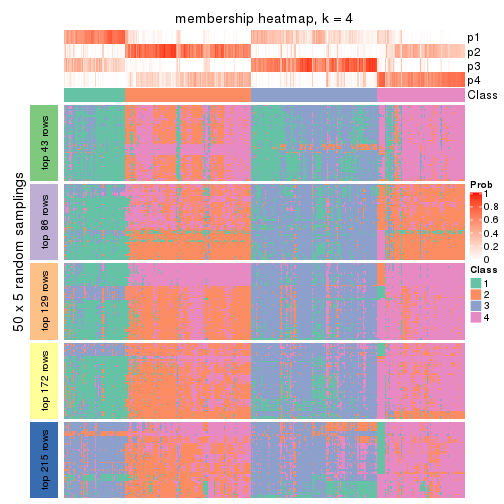 membership heatmap, k = 4
p1
p2
p3
p4
Class
50 x 5 random samplings
top 43 rows
top 86 rows
top 129 rows
top 172 rows
top 215 rows
Prob
1
0.8
0.6
0.4
0.2
0
Class
1
2
3
4